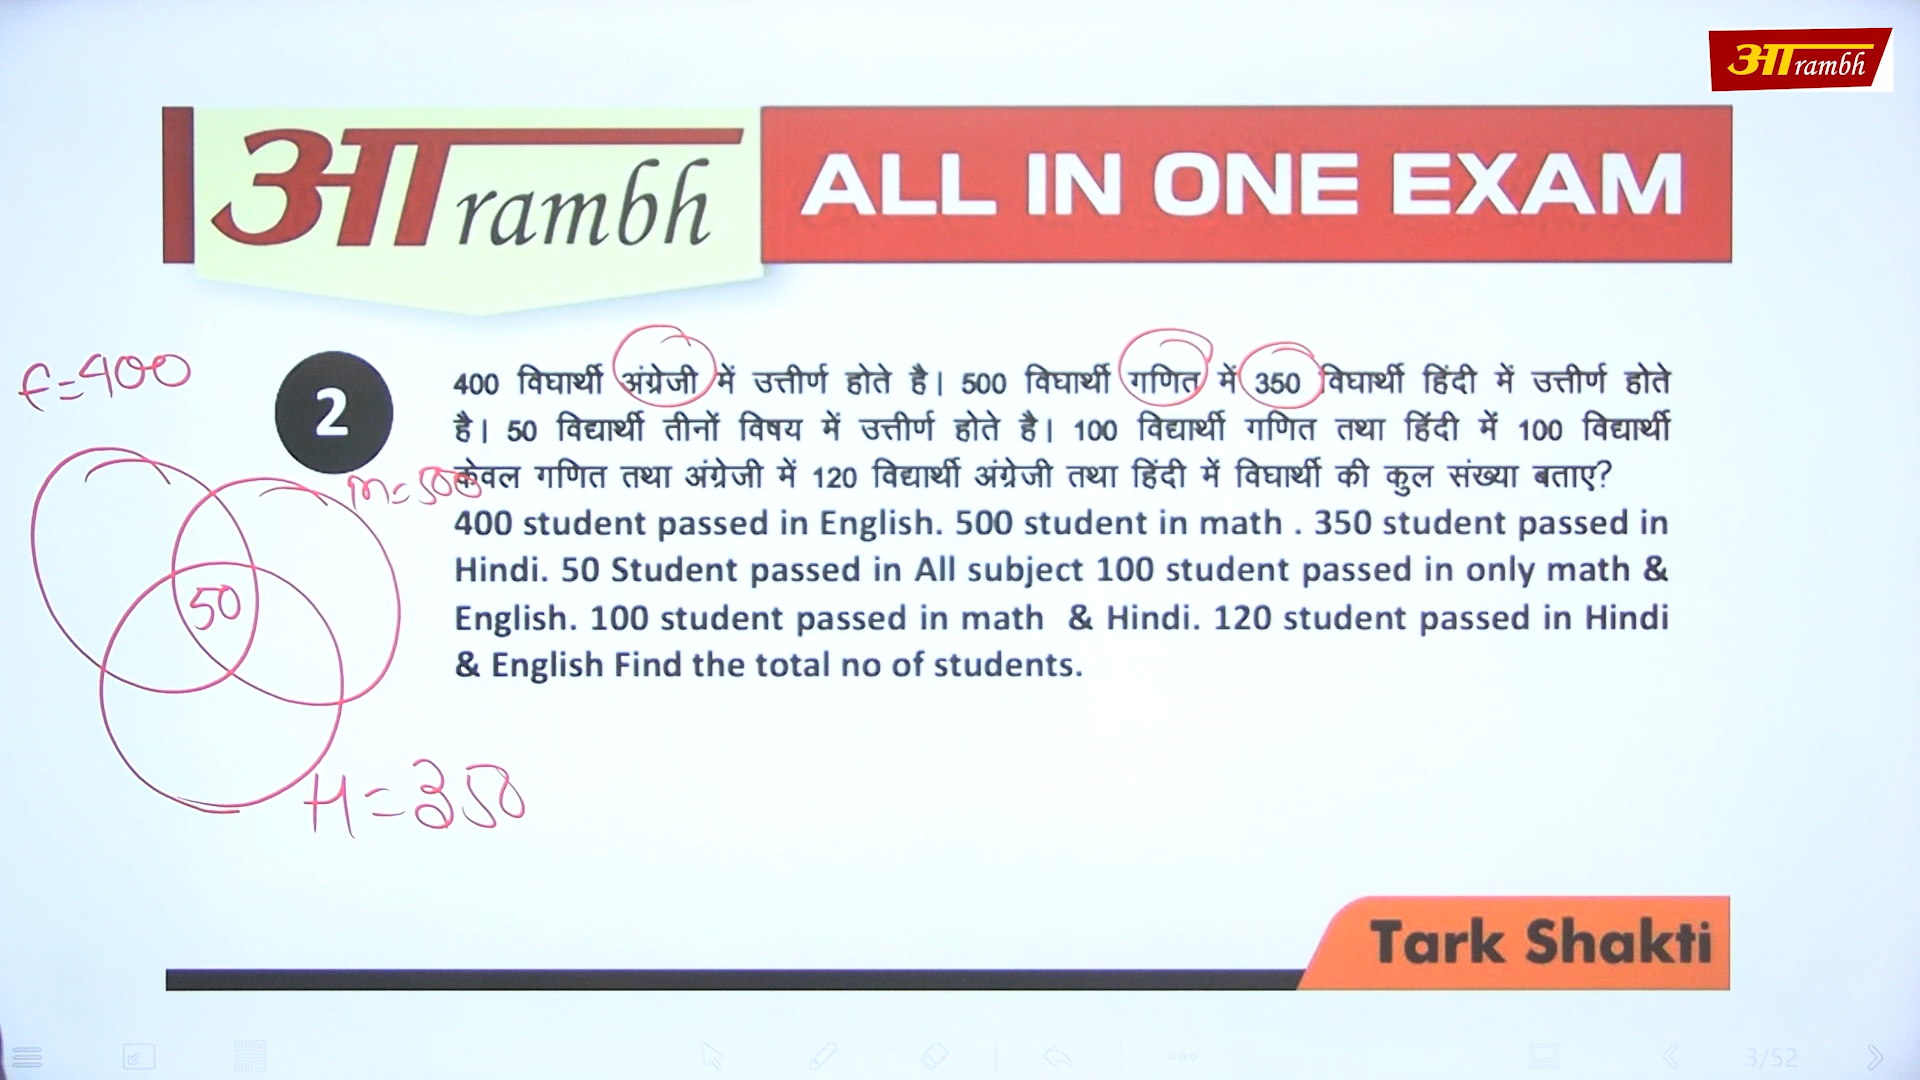 आrambh
आrambh ALL IN ONE EXAM
2
400 विघार्थी अंग्रेजी में उत्तीर्ण होते है। 500 विघार्थी गणित में 350 विघार्थी हिंदी में उत्तीर्ण होते
है। 50 विद्यार्थी तीनों विषय में उत्तीर्ण होते है। 100 विद्यार्थी गणित तथा हिंदी में 100 विद्यार्थी
केवल गणित तथा अंग्रेजी में 120 विद्यार्थी अंग्रेजी तथा हिंदी में विघार्थी की कुल संख्या बताए?
400 student passed in English. 500 student in math . 350 student passed in
Hindi. 50 Student passed in All subject 100 student passed in only math &
English. 100 student passed in math & Hindi. 120 student passed in Hindi
& English Find the total no of students.
E=400
m=500
50
H=350
Tark Shakti
3/52